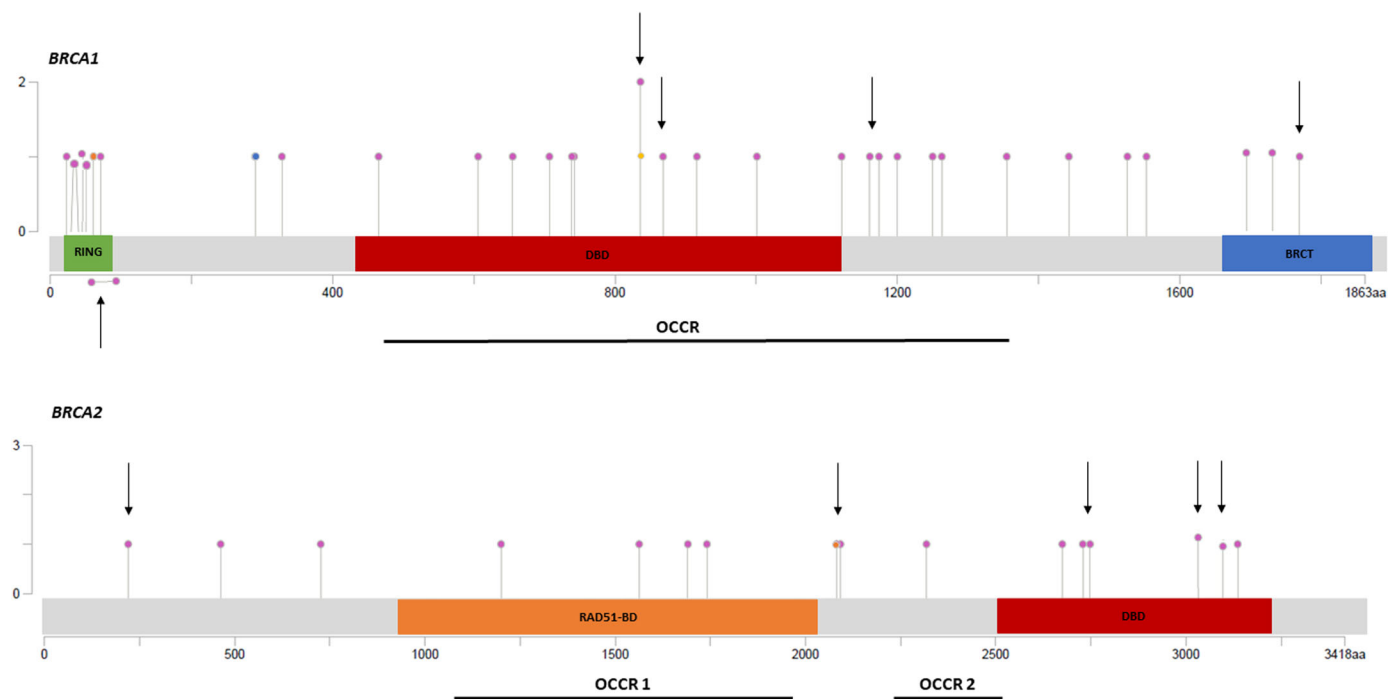 BRCA1
2
0
RING DBD BRCT
0 400 800 1200 1600 1863aa
OCCR
BRCA2
3
0
RAD51-BD DBD
0 500 1000 1500 2000 2500 3000 3418aa
OCCR 1 OCCR 2